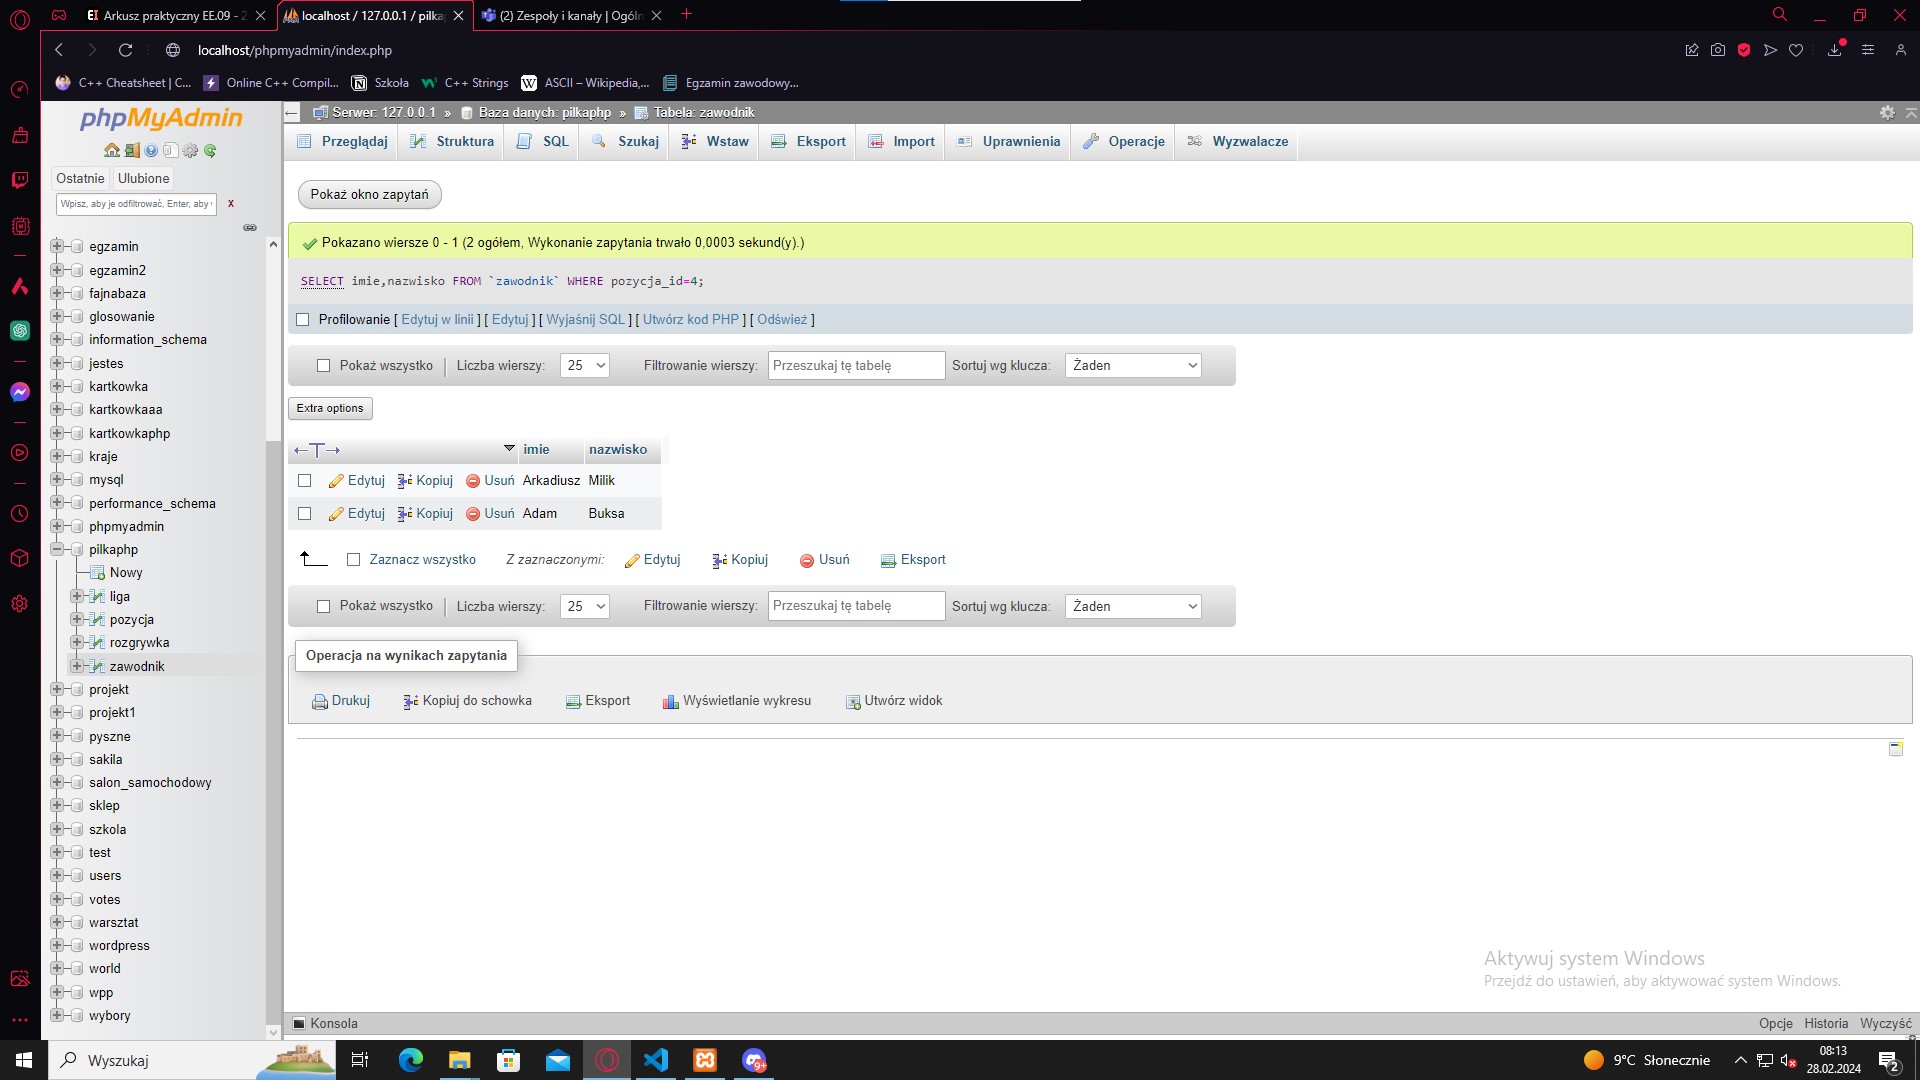 Arkusz praktyczny EE.09 - 2
localhost / 127.0.0.1 / pilka
(2) Zespoły i kanały | Ogóln
localhost/phpmyadmin/index.php
C++ Cheatsheet | C...
Online C++ Compil...
Szkoła
C++ Strings
ASCII – Wikipedia,...
Egzamin zawodowy...
phpMyAdmin
Ostatnie
Ulubione
Wpisz, aby je odfiltrować, Enter, aby
X
egzamin
egzamin2
fajnabaza
glosowanie
information_schema
jestes
kartkowka
kartkowkaaa
kartkowkaphp
kraje
mysql
performance_schema
phpmyadmin
pilkaphp
Nowy
liga
pozycja
rozgrywka
zawodnik
projekt
projekt1
pyszne
sakila
salon_samochodowy
sklep
szkola
test
users
votes
warsztat
wordpress
world
wpp
wybory
Serwer: 127.0.0.1 » Baza danych: pilkaphp » Tabela: zawodnik
Przeglądaj
Struktura
SQL
Szukaj
Wstaw
Eksport
Import
Uprawnienia
Operacje
Wyzwalacze
Pokaż okno zapytań
Pokazano wiersze 0 - 1 (2 ogółem, Wykonanie zapytania trwało 0,0003 sekund(y).)
SELECT imie,nazwisko FROM `zawodnik` WHERE pozycja_id=4;
Profilowanie [ Edytuj w linii ] [ Edytuj ] [ Wyjaśnij SQL ] [ Utwórz kod PHP ] [ Odśwież ]
Pokaż wszystko | Liczba wierszy: 25 Filtrowanie wierszy: Przeszukaj tę tabelę Sortuj wg klucza: Żaden
Extra options
imie nazwisko
Edytuj Kopiuj Usuń Arkadiusz Milik
Edytuj Kopiuj Usuń Adam Buksa
Zaznacz wszystko Z zaznaczonymi: Edytuj Kopiuj Usuń Eksport
Pokaż wszystko | Liczba wierszy: 25 Filtrowanie wierszy: Przeszukaj tę tabelę Sortuj wg klucza: Żaden
Operacja na wynikach zapytania
Drukuj Kopiuj do schowka Eksport Wyświetlanie wykresu Utwórz widok
Aktywuj system Windows
Przejdź do ustawień, aby aktywować system Windows.
Konsola
Opcje Historia Wyczyść
Wyszukaj
9+
9°C Słonecznie
08:13
28.02.2024
2